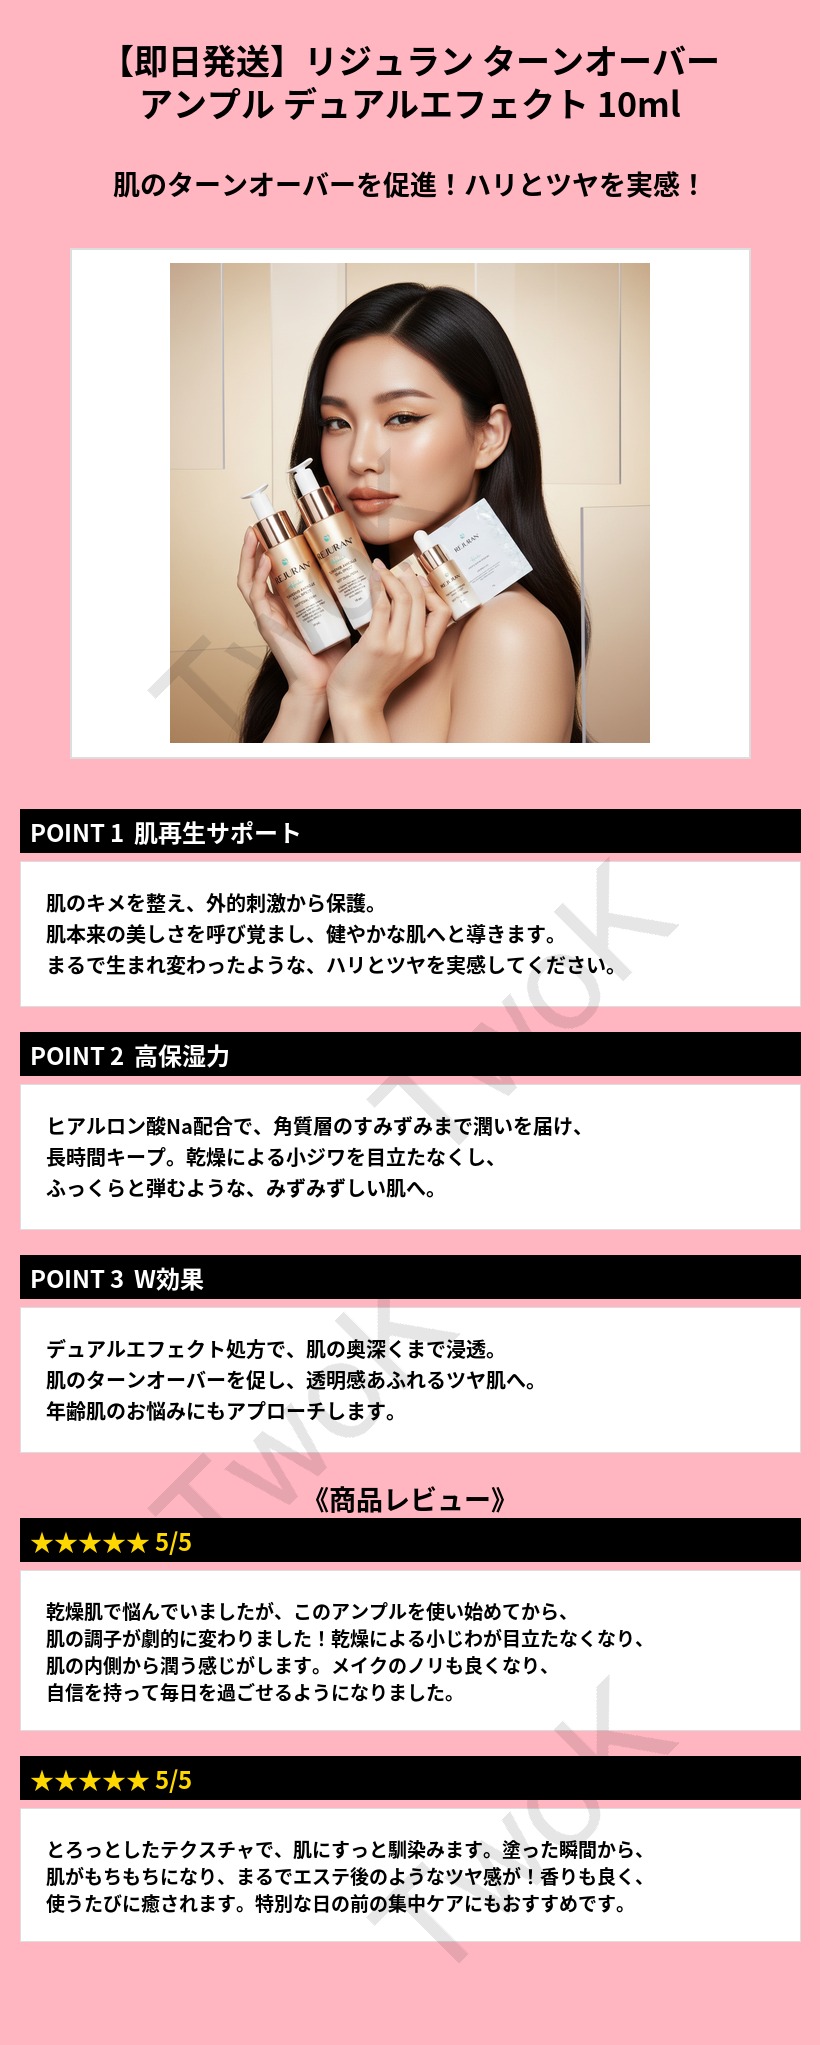 【即日発送】リジュラン ターンオーバー
アンプル デュアルエフェクト 10ml
肌のターンオーバーを促進！ハリとツヤを実感！
REJURAN
REJURAN
REJURAN
REJURAN
POINT 1 肌再生サポート
肌のキメを整え、外的刺激から保護。
肌本来の美しさを呼び覚まし、健やかな肌へと導きます。
まるで生まれ変わったような、ハリとツヤを実感してください。
POINT 2 高保湿力
ヒアルロン酸Na配合で、角質層のすみずみまで潤いを届け、
長時間キープ。乾燥による小ジワを目立たなくし、
ふっくらと弾むような、みずみずしい肌へ。
POINT 3 W効果
デュアルエフェクト処方で、肌の奥深くまで浸透。
肌のターンオーバーを促し、透明感あふれるツヤ肌へ。
年齢肌のお悩みにもアプローチします。
《商品レビュー》
★★★★★ 5/5
乾燥肌で悩んでいましたが、このアンプルを使い始めてから、
肌の調子が劇的に変わりました！乾燥による小じわが目立たなくなり、
肌の内側から潤う感じがします。メイクのノリも良くなり、
自信を持って毎日を過ごせるようになりました。
★★★★★ 5/5
とろっとしたテクスチャで、肌にすっと馴染みます。塗った瞬間から、
肌がもちもちになり、まるでエステ後のようなツヤ感が！香りも良く、
使うたびに癒されます。特別な日の前の集中ケアにもおすすめです。
TwoK
TwoK
TwoK
TwoK